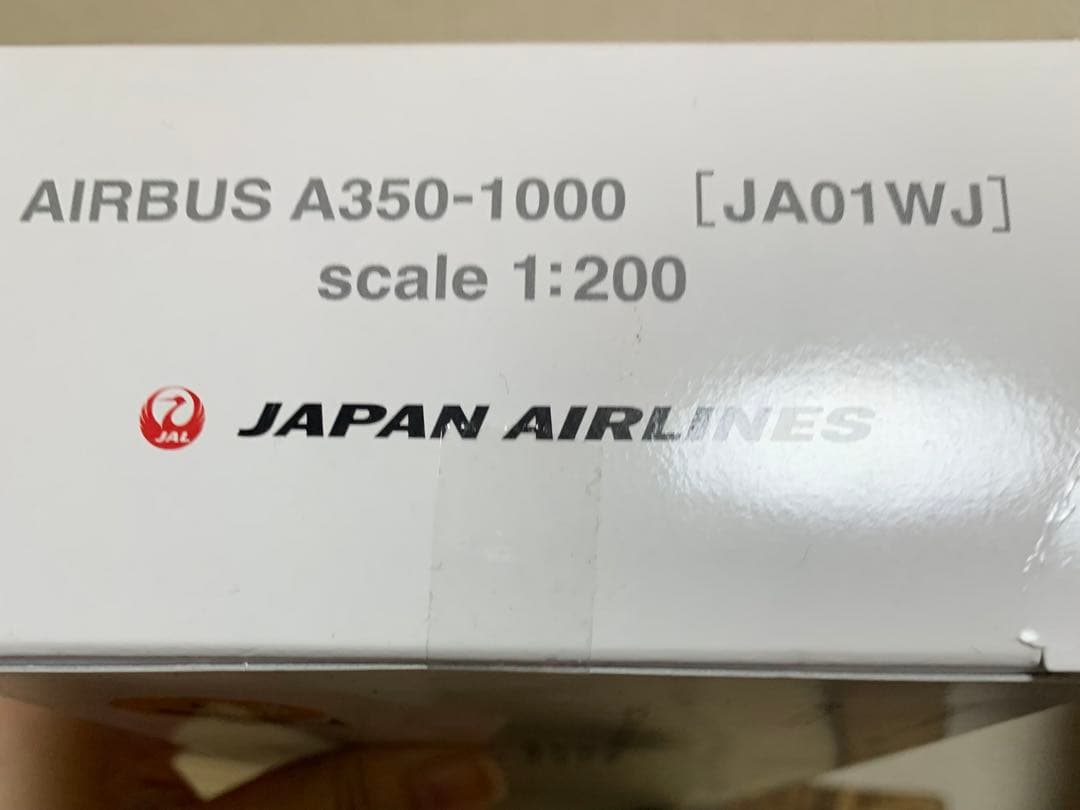 AIRBUS A350-1000 [JA01WJ]
scale 1:200
JAL JAPAN AIRLINES